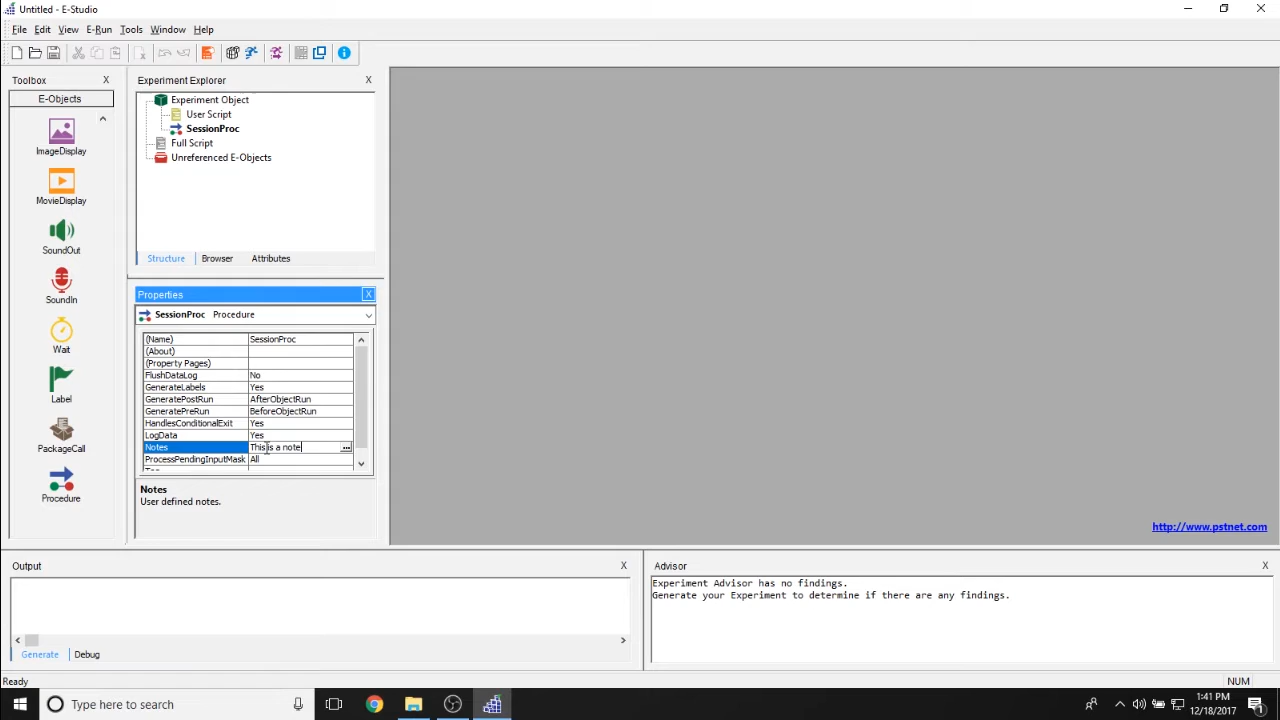 Untitled - E-Studio
File Edit View E-Run Tools Window Help
Toolbox X
E-Objects
ImageDisplay
MovieDisplay
SoundOut
SoundIn
Wait
Label
PackageCall
Procedure
Experiment Explorer X
Experiment Object
User Script
SessionProc
Full Script
Unreferenced E-Objects
Structure Browser Attributes
Properties X
SessionProc Procedure
(Name) SessionProc
(About)
(Property Pages)
FlushDataLog No
GenerateLabels Yes
GeneratePostRun AfterObjectRun
GeneratePreRun BeforeObjectRun
HandlesConditionalExit Yes
LogData Yes
Notes This is a note
ProcessPendingInputMask All
Notes
User defined notes.
http://www.pstnet.com
Output X
Generate Debug
Advisor X
Experiment Advisor has no findings.
Generate your Experiment to determine if there are any findings.
Ready NUM
Type here to search
1:41 PM
12/18/2017
1